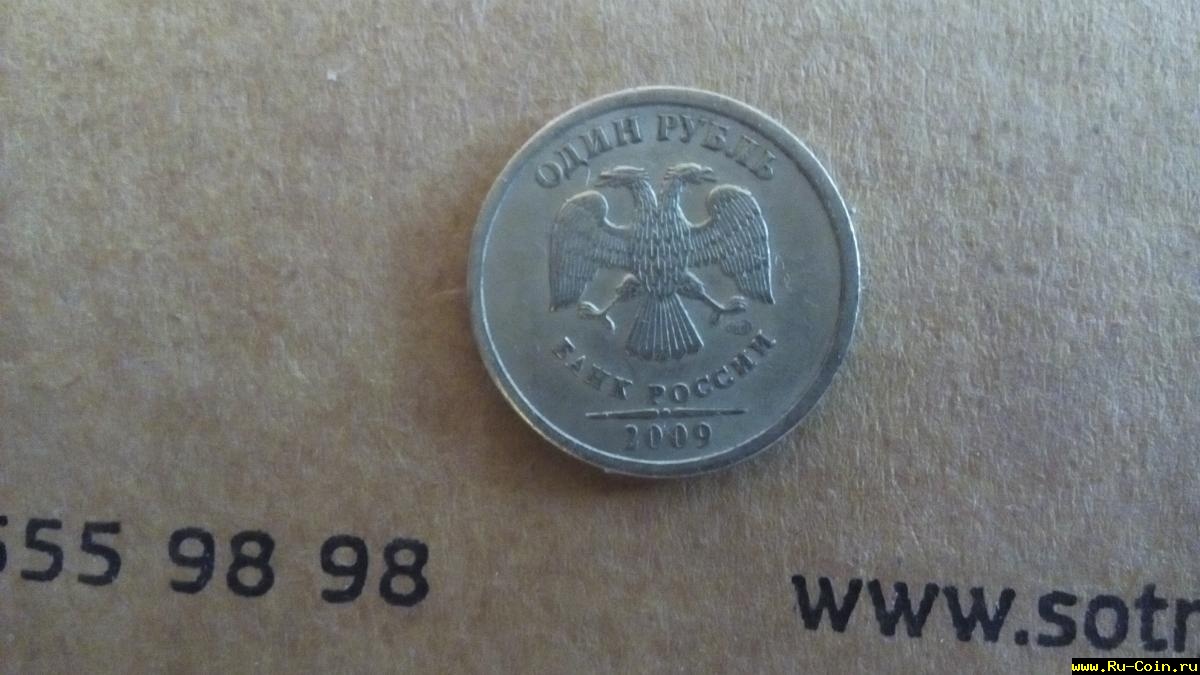 ОДИН РУБЛЬ
БАНК РОССИИ
2009
555 98 98
www.sotr
www.Ru-Coin.ru